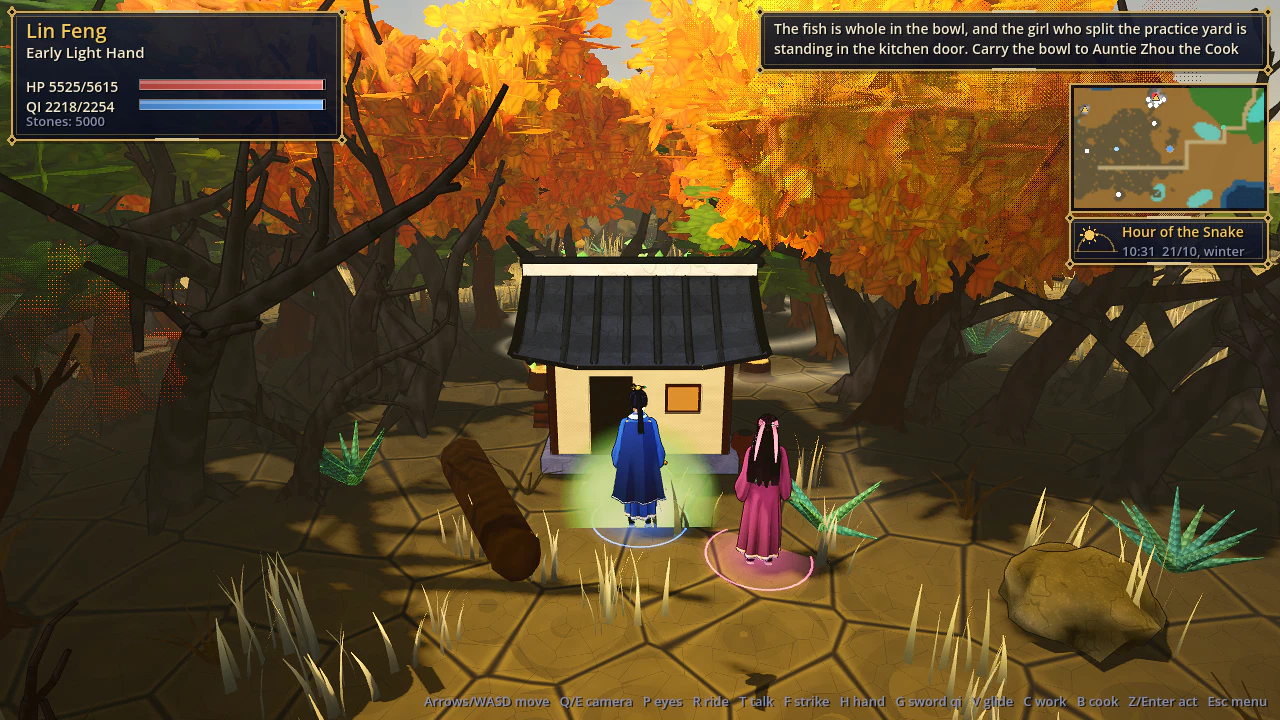 Lin Feng
Early Light Hand
HP 5525/5615
QI 2218/2254
Stones: 5000
The fish is whole in the bowl, and the girl who split the practice yard is
standing in the kitchen door. Carry the bowl to Auntie Zhou the Cook
Hour of the Snake
10:31 21/10, winter
Arrows/WASD move Q/E camera P eyes R ride T talk F strike H hand G sword qi V glide C work B cook Z/Enter act Esc menu